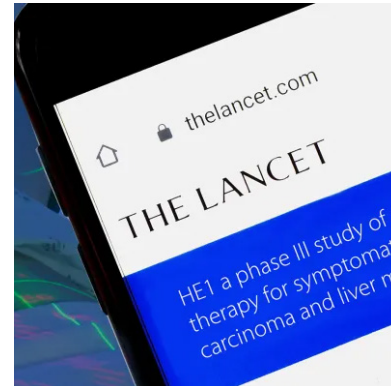 thelancet.com
THE LANCET
HE1 a phase III study of
therapy for symptoma
carcinoma and liver m